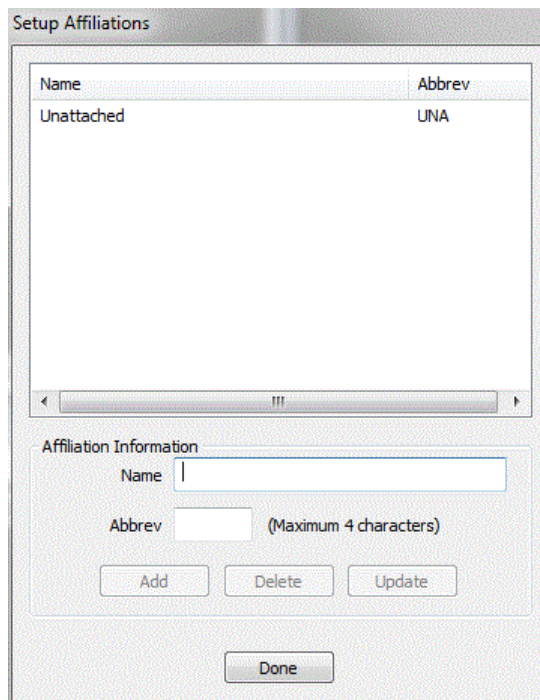 Setup Affiliations
Name Abbrev
Unattached UNA
Affiliation Information
Name
Abbrev (Maximum 4 characters)
Add Delete Update
Done